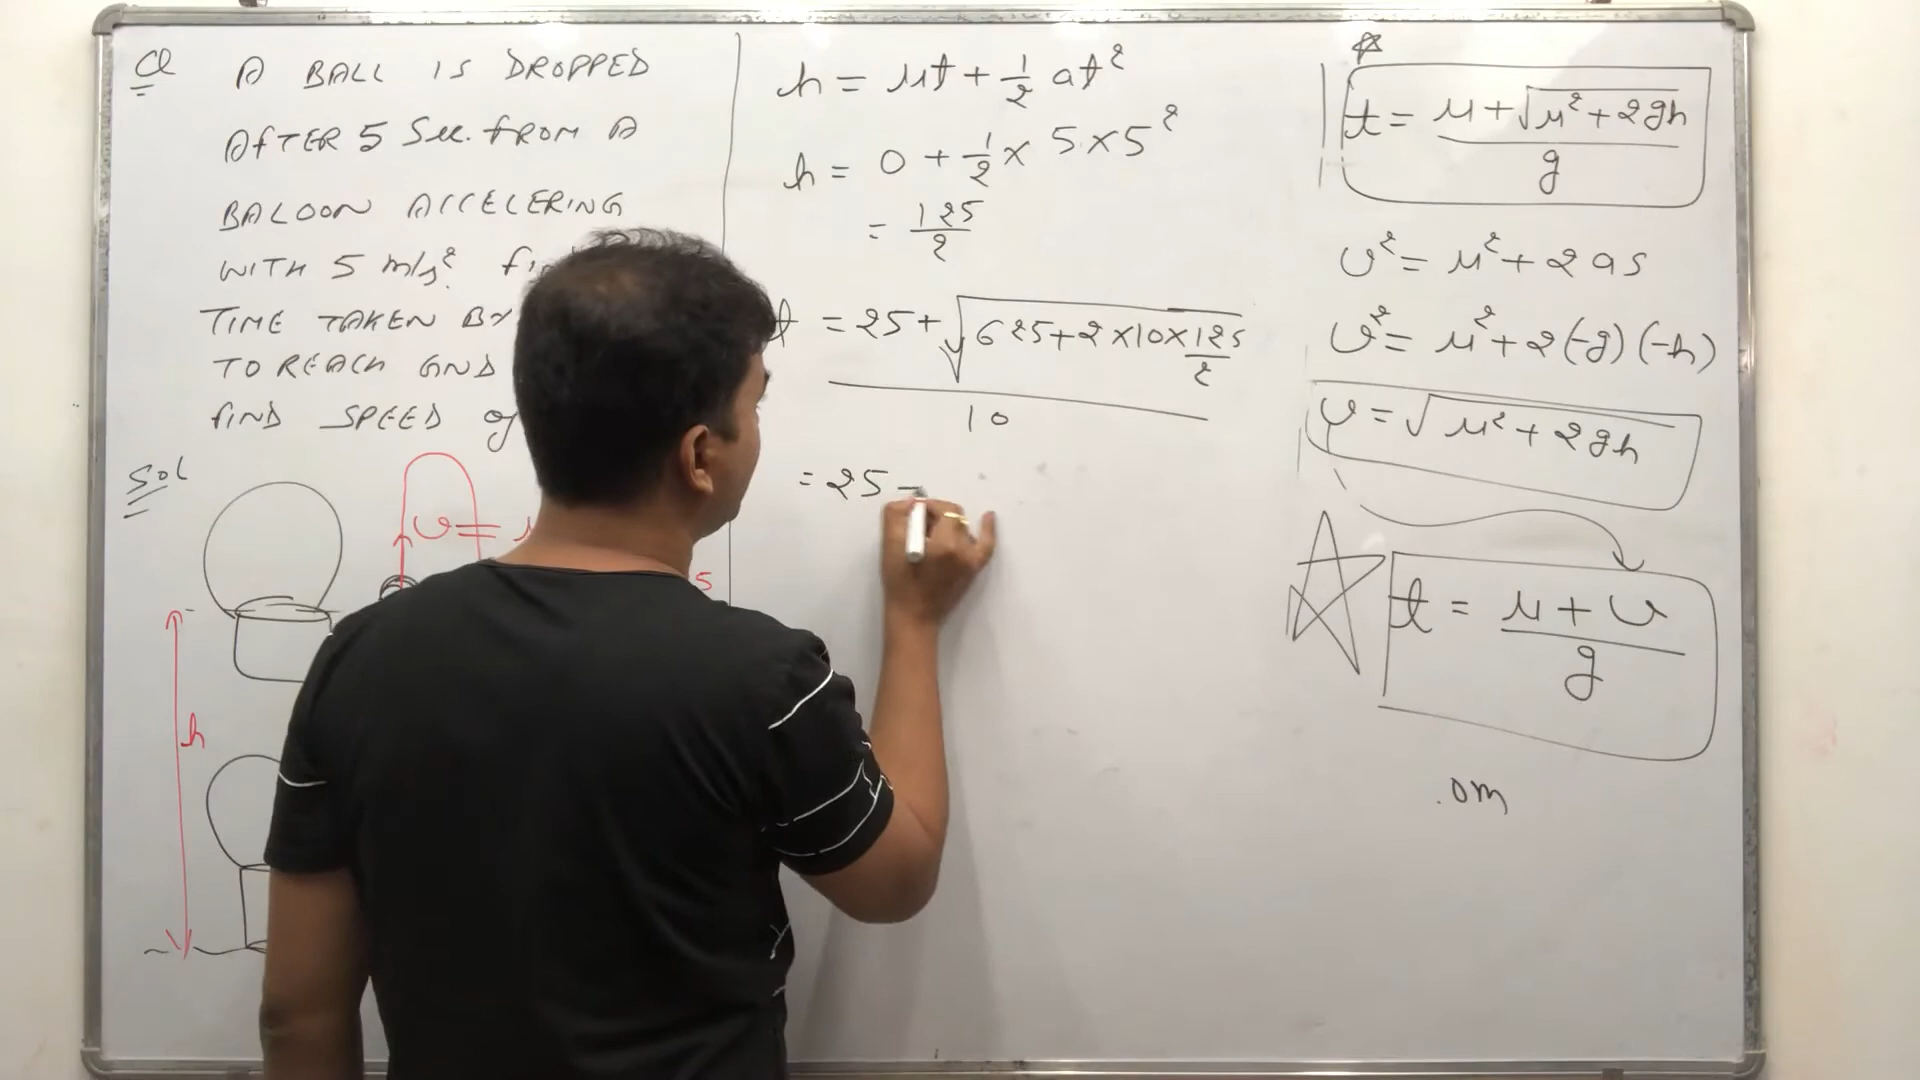 Q A BALL IS DROPPED
AFTER 5 Sec. from A
BALOON ACCELERING
WITH 5 m/s².
TIME TAKEN BY
TO REACH GND
FIND SPEED of
Sol
v =
5
h
h = ut + 1/2 at²
h = 0 + 1/2 × 5 × 5²
= 125/2
t = 25 + √625 + 2 × 10 × 125/2
10
= 25
t = u + √u² + 2gh / g
v² = u² + 2as
v² = u² + 2(-g)(-h)
v = √u² + 2gh
t = u + v / g
.om